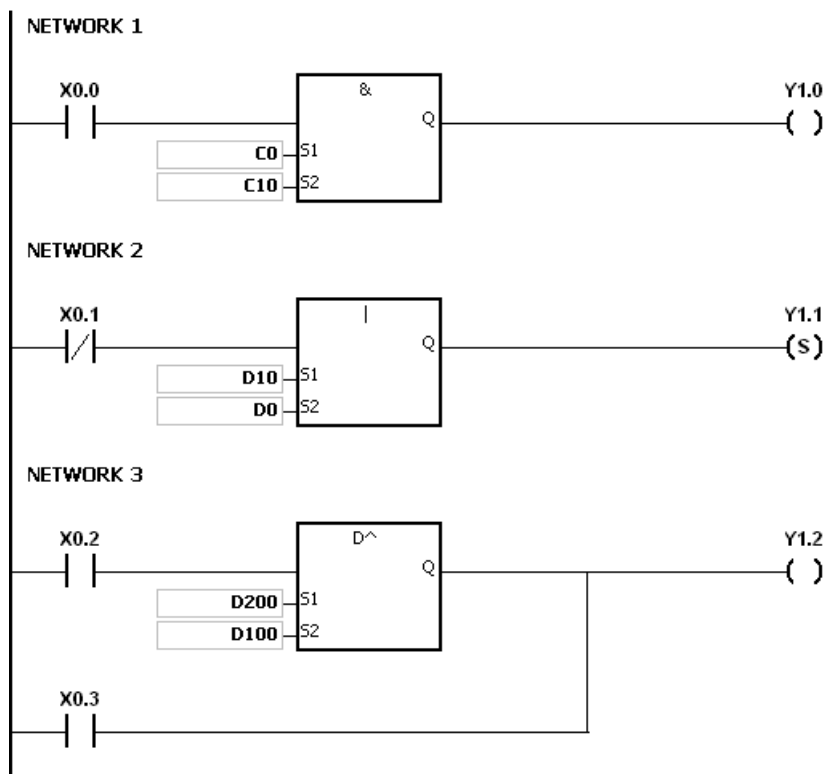 NETWORK 1
X0.0
&
Y1.0
Q
( )
C0 S1
C10 S2
NETWORK 2
X0.1
|
Y1.1
Q
(S)
D10 S1
D0 S2
NETWORK 3
X0.2
D^
Y1.2
Q
( )
D200 S1
D100 S2
X0.3